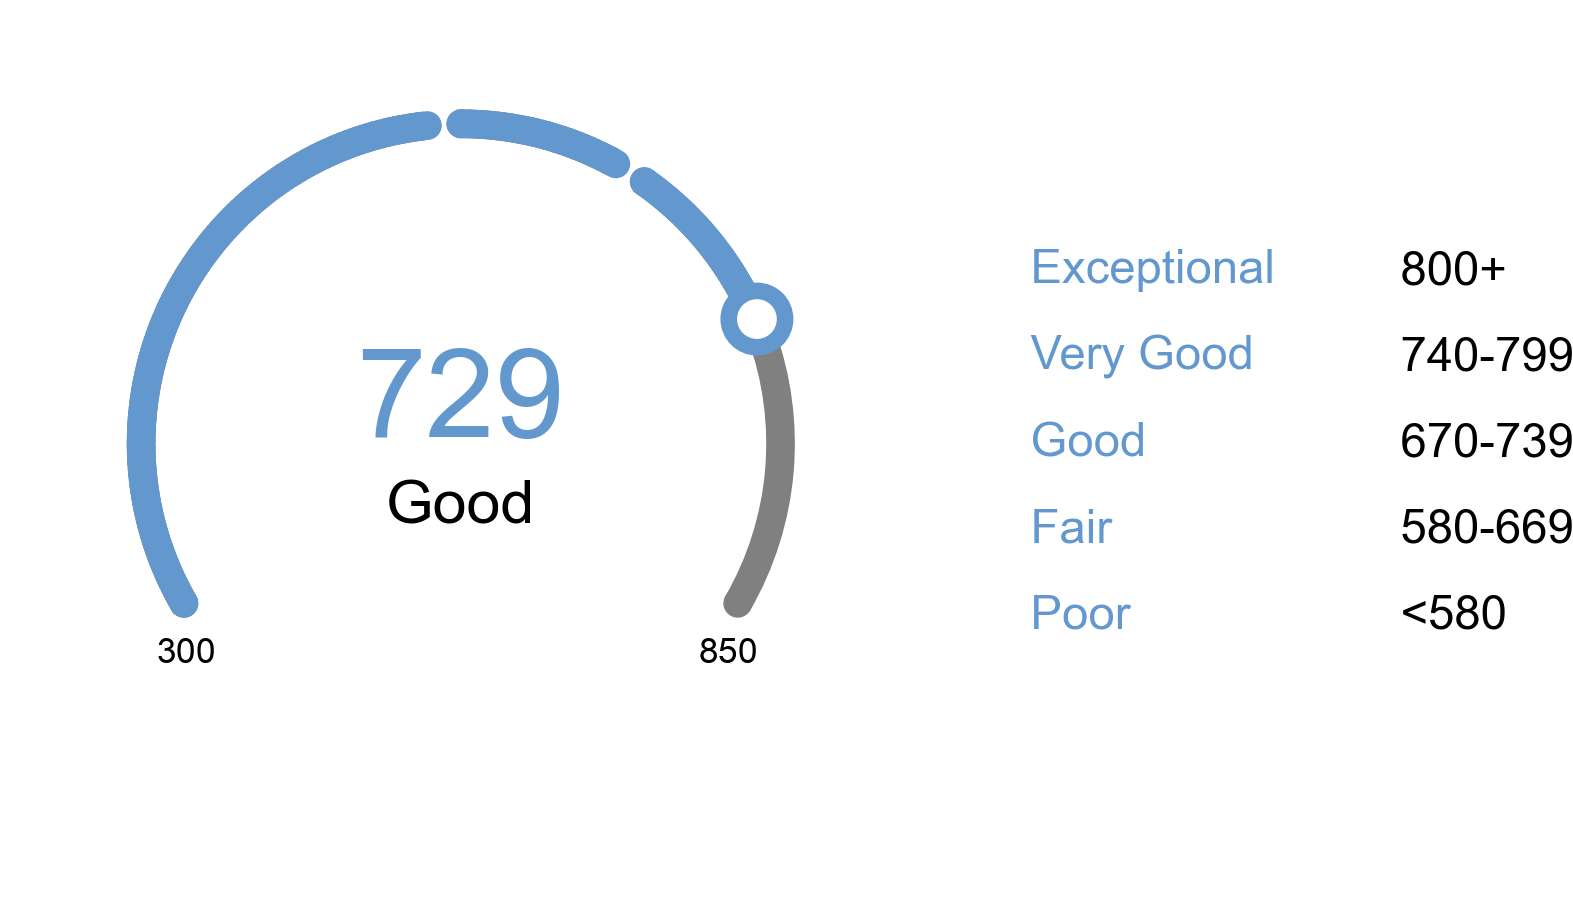 729
Good
300 850
Exceptional 800+
Very Good 740-799
Good 670-739
Fair 580-669
Poor <580